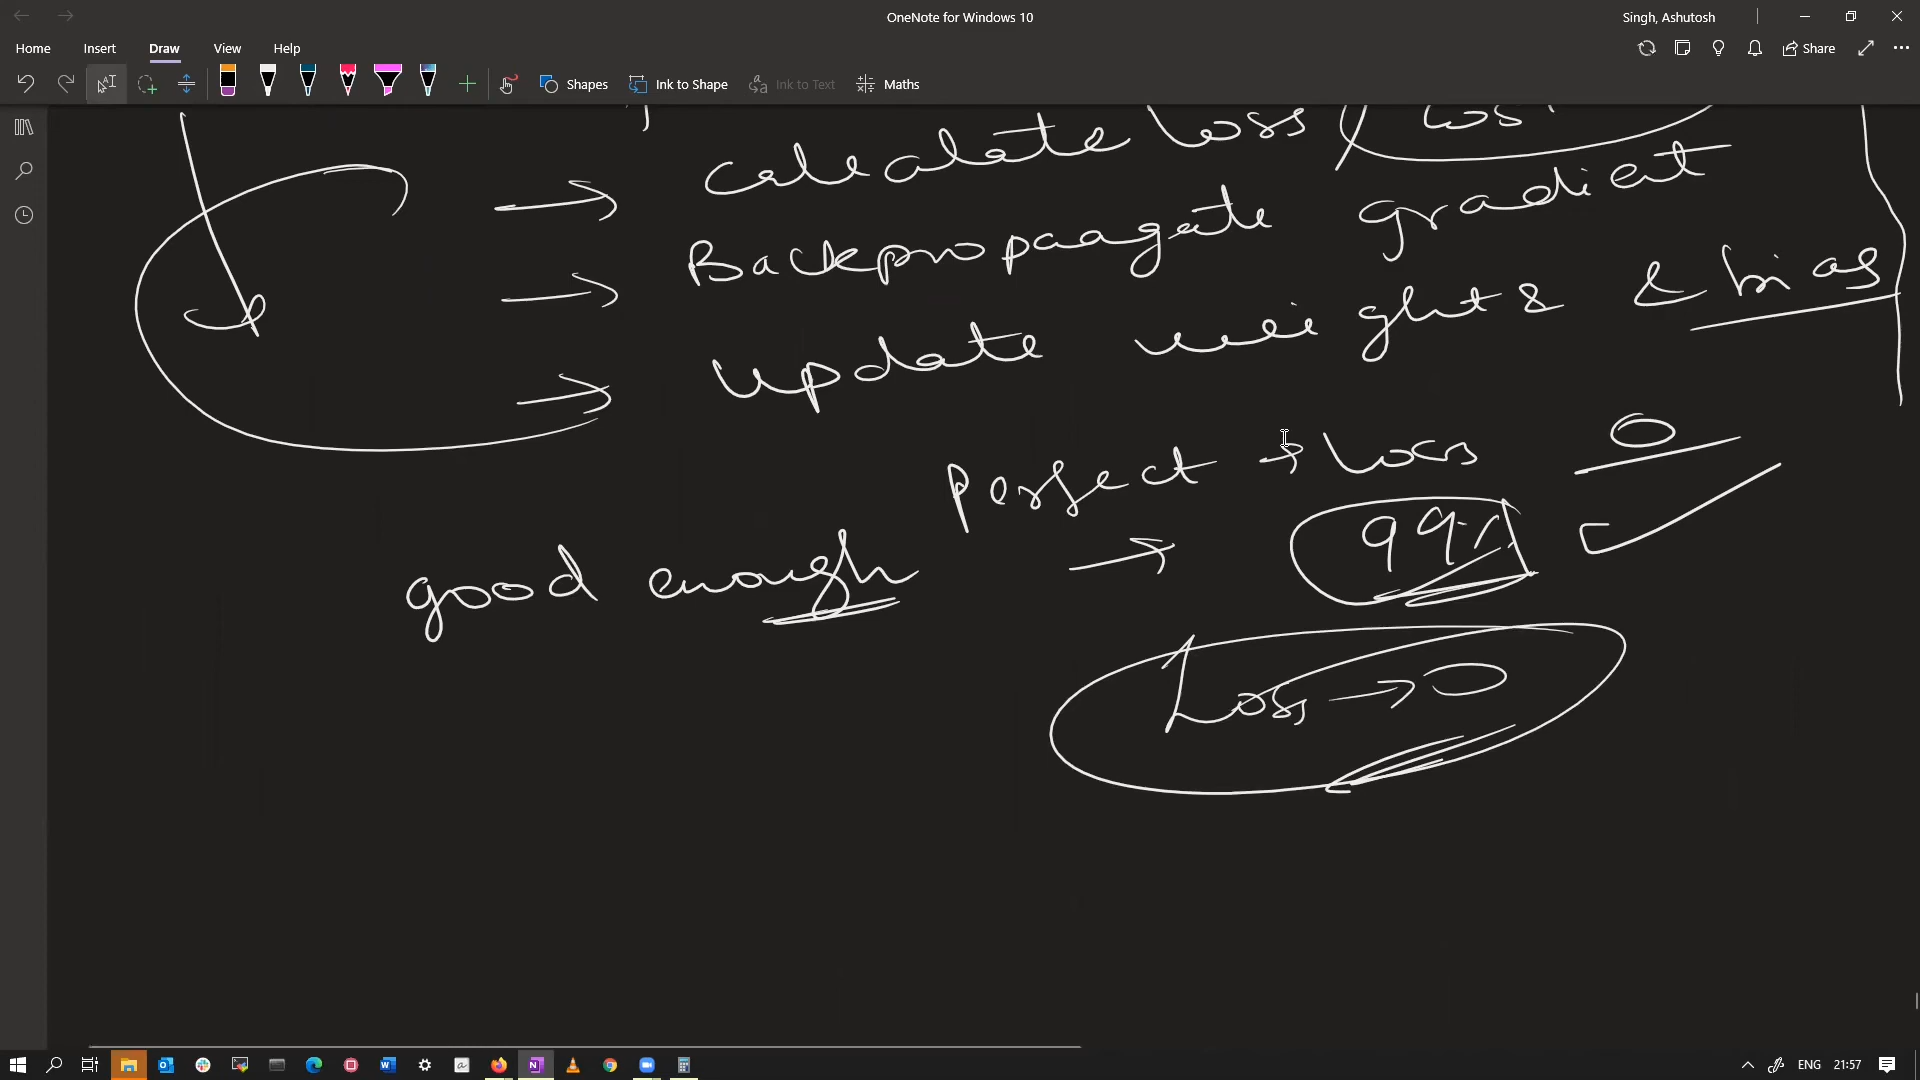 OneNote for Windows 10
Singh, Ashutosh
Home Insert Draw View Help
Share
Shapes Ink to Shape Ink to Text Maths
Calculate loss
Backpropaagate gradient
update weights & bias
Perfect → loss 0
good enough → 99%
Loss → 0
ENG 21:57